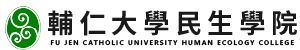 輔仁大學民生學院
FU JEN CATHOLIC UNIVERSITY HUMAN ECOLOGY COLLEGE